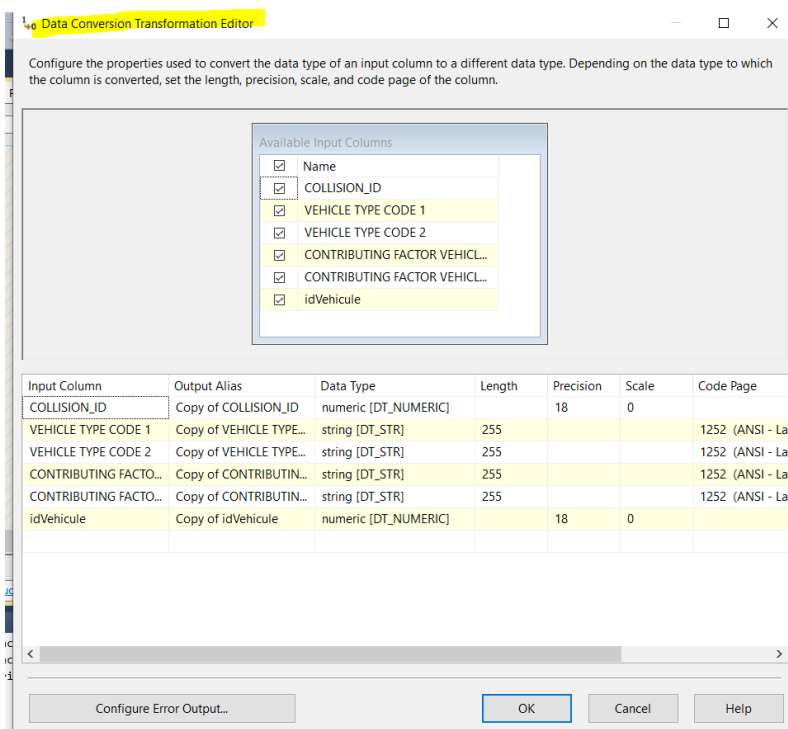 Data Conversion Transformation Editor
Configure the properties used to convert the data type of an input column to a different data type. Depending on the data type to which
the column is converted, set the length, precision, scale, and code page of the column.
Available Input Columns
Name
COLLISION_ID
VEHICLE TYPE CODE 1
VEHICLE TYPE CODE 2
CONTRIBUTING FACTOR VEHICL...
CONTRIBUTING FACTOR VEHICL...
idVehicule
Input Column Output Alias Data Type Length Precision Scale Code Page
COLLISION_ID Copy of COLLISION_ID numeric [DT_NUMERIC] 18 0
VEHICLE TYPE CODE 1 Copy of VEHICLE TYPE... string [DT_STR] 255 1252 (ANSI - La
VEHICLE TYPE CODE 2 Copy of VEHICLE TYPE... string [DT_STR] 255 1252 (ANSI - La
CONTRIBUTING FACTO... Copy of CONTRIBUTIN... string [DT_STR] 255 1252 (ANSI - La
CONTRIBUTING FACTO... Copy of CONTRIBUTIN... string [DT_STR] 255 1252 (ANSI - La
idVehicule Copy of idVehicule numeric [DT_NUMERIC] 18 0
Configure Error Output... OK Cancel Help